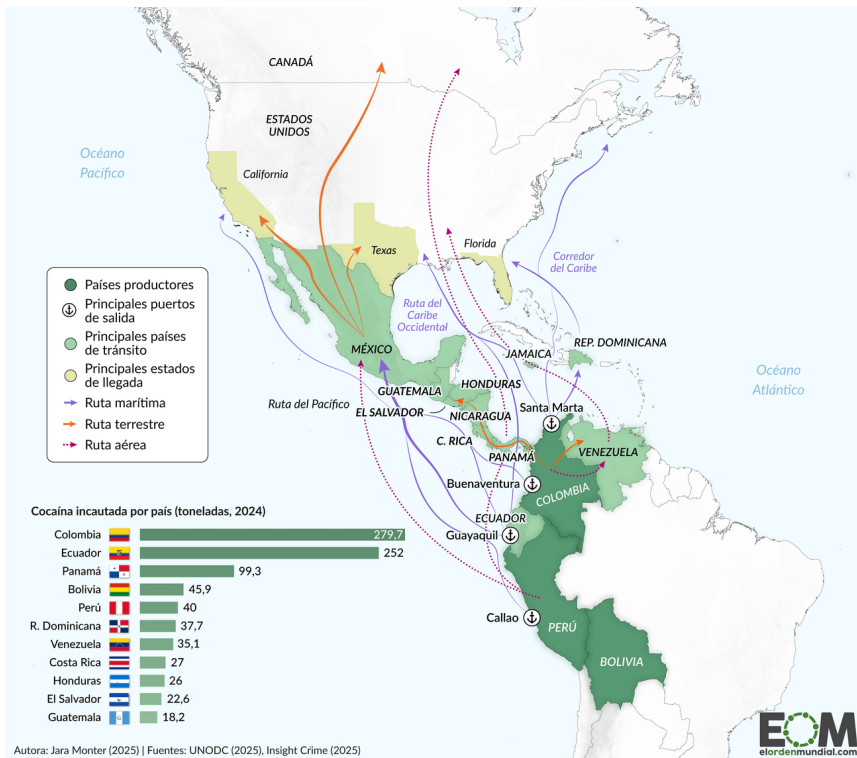 CANADÁ
ESTADOS
UNIDOS
Océano
Pacífico
California
Texas
Florida
Corredor
del Caribe
Ruta del
Caribe
Occidental
Países productores
Principales puertos
de salida
Principales países
de tránsito
Principales estados
de llegada
Ruta marítima
Ruta terrestre
Ruta aérea
MÉXICO
JAMAICA
REP. DOMINICANA
Océano
Atlántico
GUATEMALA
HONDURAS
Ruta del Pacífico
EL SALVADOR
NICARAGUA
Santa Marta
C. RICA
PANAMÁ
VENEZUELA
Buenaventura
COLOMBIA
ECUADOR
Guayaquil
Callao
PERÚ
BOLIVIA
Cocaína incautada por país (toneladas, 2024)
Colombia 279,7
Ecuador 252
Panamá 99,3
Bolivia 45,9
Perú 40
R. Dominicana 37,7
Venezuela 35,1
Costa Rica 27
Honduras 26
El Salvador 22,6
Guatemala 18,2
Autora: Jara Monter (2025) | Fuentes: UNODC (2025), Insight Crime (2025)
EOM
elordenmundial.com